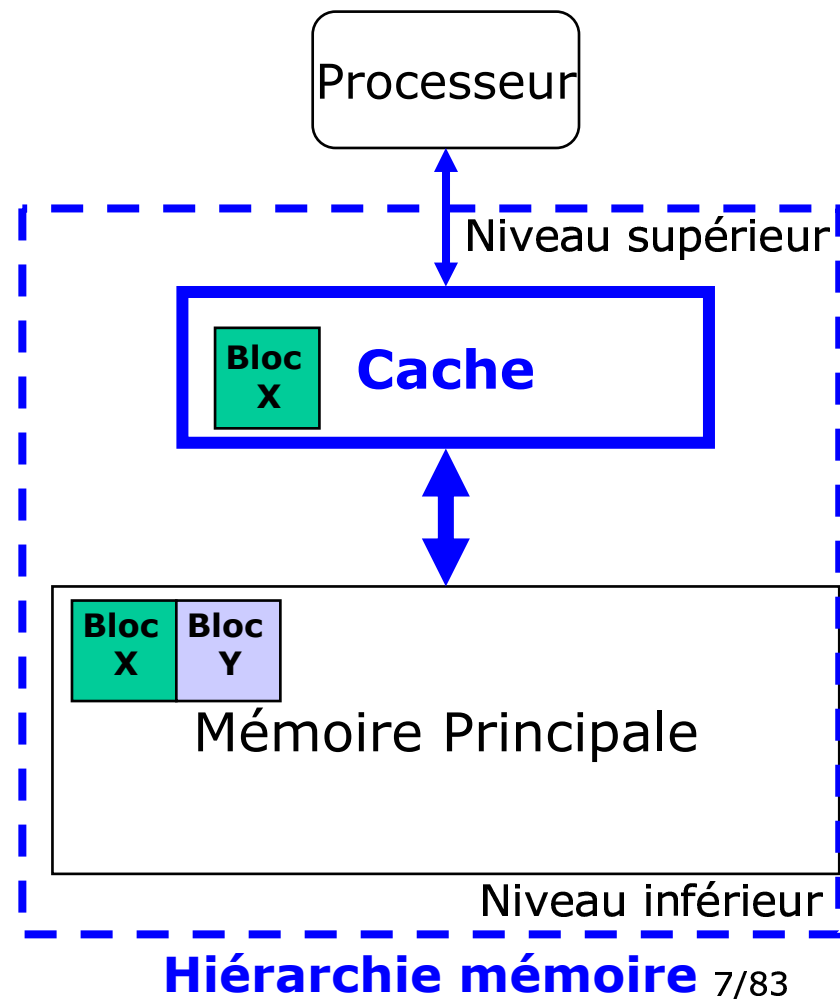 Processeur
Niveau supérieur
Bloc
X
Cache
Bloc
X
Bloc
Y
Mémoire Principale
Niveau inférieur
Hiérarchie mémoire
7/83